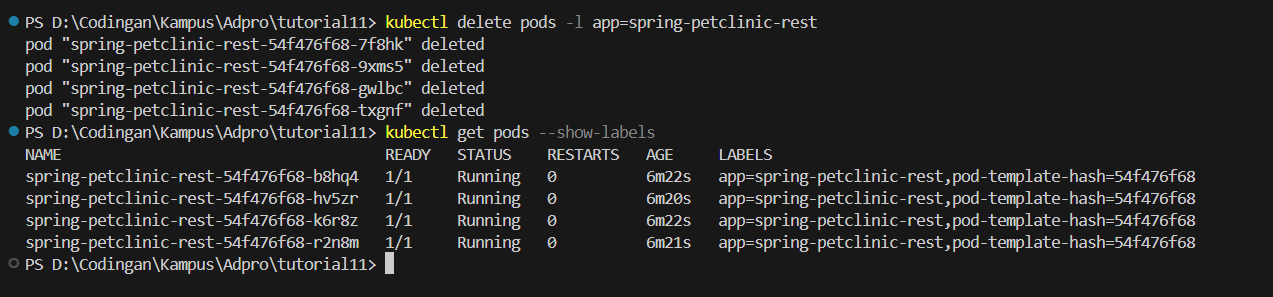 PS D:\Codingan\Kampus\Adpro\tutorial11> kubectl delete pods -l app=spring-petclinic-rest
pod "spring-petclinic-rest-54f476f68-7f8hk" deleted
pod "spring-petclinic-rest-54f476f68-9xms5" deleted
pod "spring-petclinic-rest-54f476f68-gwlbc" deleted
pod "spring-petclinic-rest-54f476f68-txgnf" deleted
PS D:\Codingan\Kampus\Adpro\tutorial11> kubectl get pods --show-labels
NAME READY STATUS RESTARTS AGE LABELS
spring-petclinic-rest-54f476f68-b8hq4 1/1 Running 0 6m22s app=spring-petclinic-rest,pod-template-hash=54f476f68
spring-petclinic-rest-54f476f68-hv5zr 1/1 Running 0 6m20s app=spring-petclinic-rest,pod-template-hash=54f476f68
spring-petclinic-rest-54f476f68-k6r8z 1/1 Running 0 6m22s app=spring-petclinic-rest,pod-template-hash=54f476f68
spring-petclinic-rest-54f476f68-r2n8m 1/1 Running 0 6m21s app=spring-petclinic-rest,pod-template-hash=54f476f68
PS D:\Codingan\Kampus\Adpro\tutorial11>